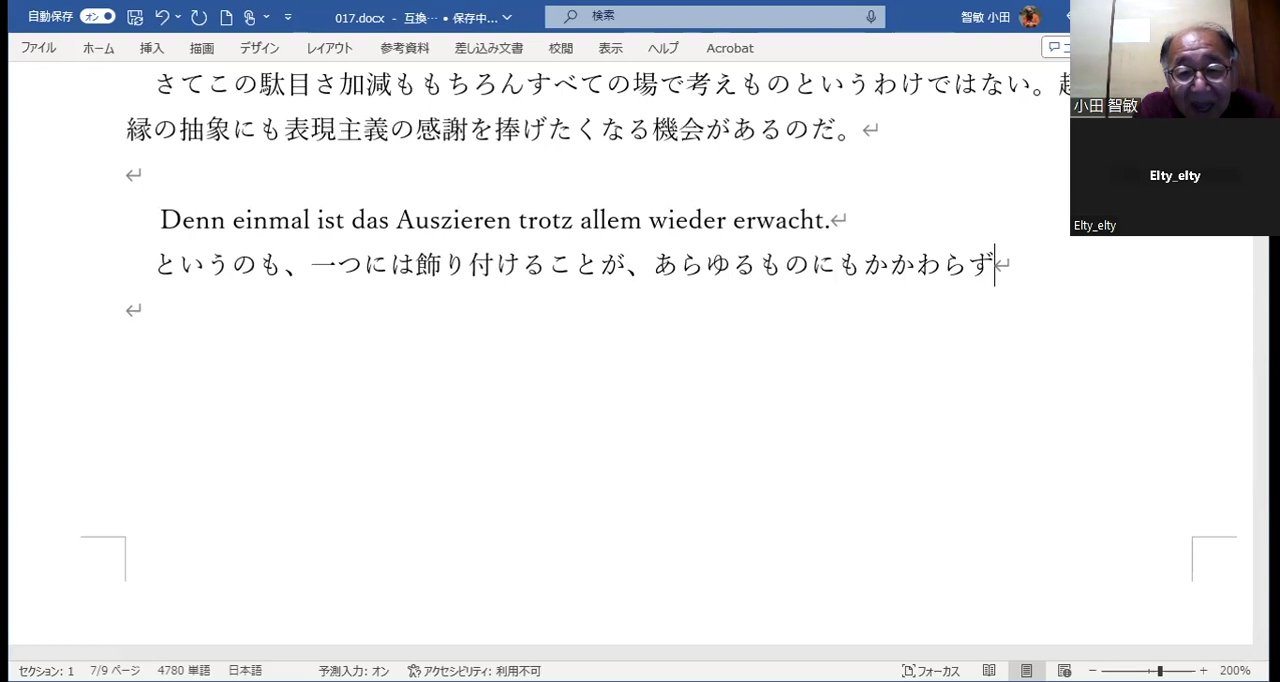 自動保存 オン 017.docx - 互換… • 保存中… 検索 智敏 小田
ファイル ホーム 挿入 描画 デザイン レイアウト 参考資料 差し込み文書 校閲 表示 ヘルプ Acrobat
さてこの駄目さ加減ももちろんすべての場で考えものというわけではない。
縁の抽象にも表現主義の感謝を捧げたくなる機会があるのだ。
Denn einmal ist das Auszieren trotz allem wieder erwacht.
というのも、一つには飾り付けることが、あらゆるものにもかかわらず
小田 智敏
Elty_elty
Elty_elty
セクション: 1 7/9 ページ 4780 単語 日本語 予測入力: オン アクセシビリティ: 利用不可 フォーカス 200%